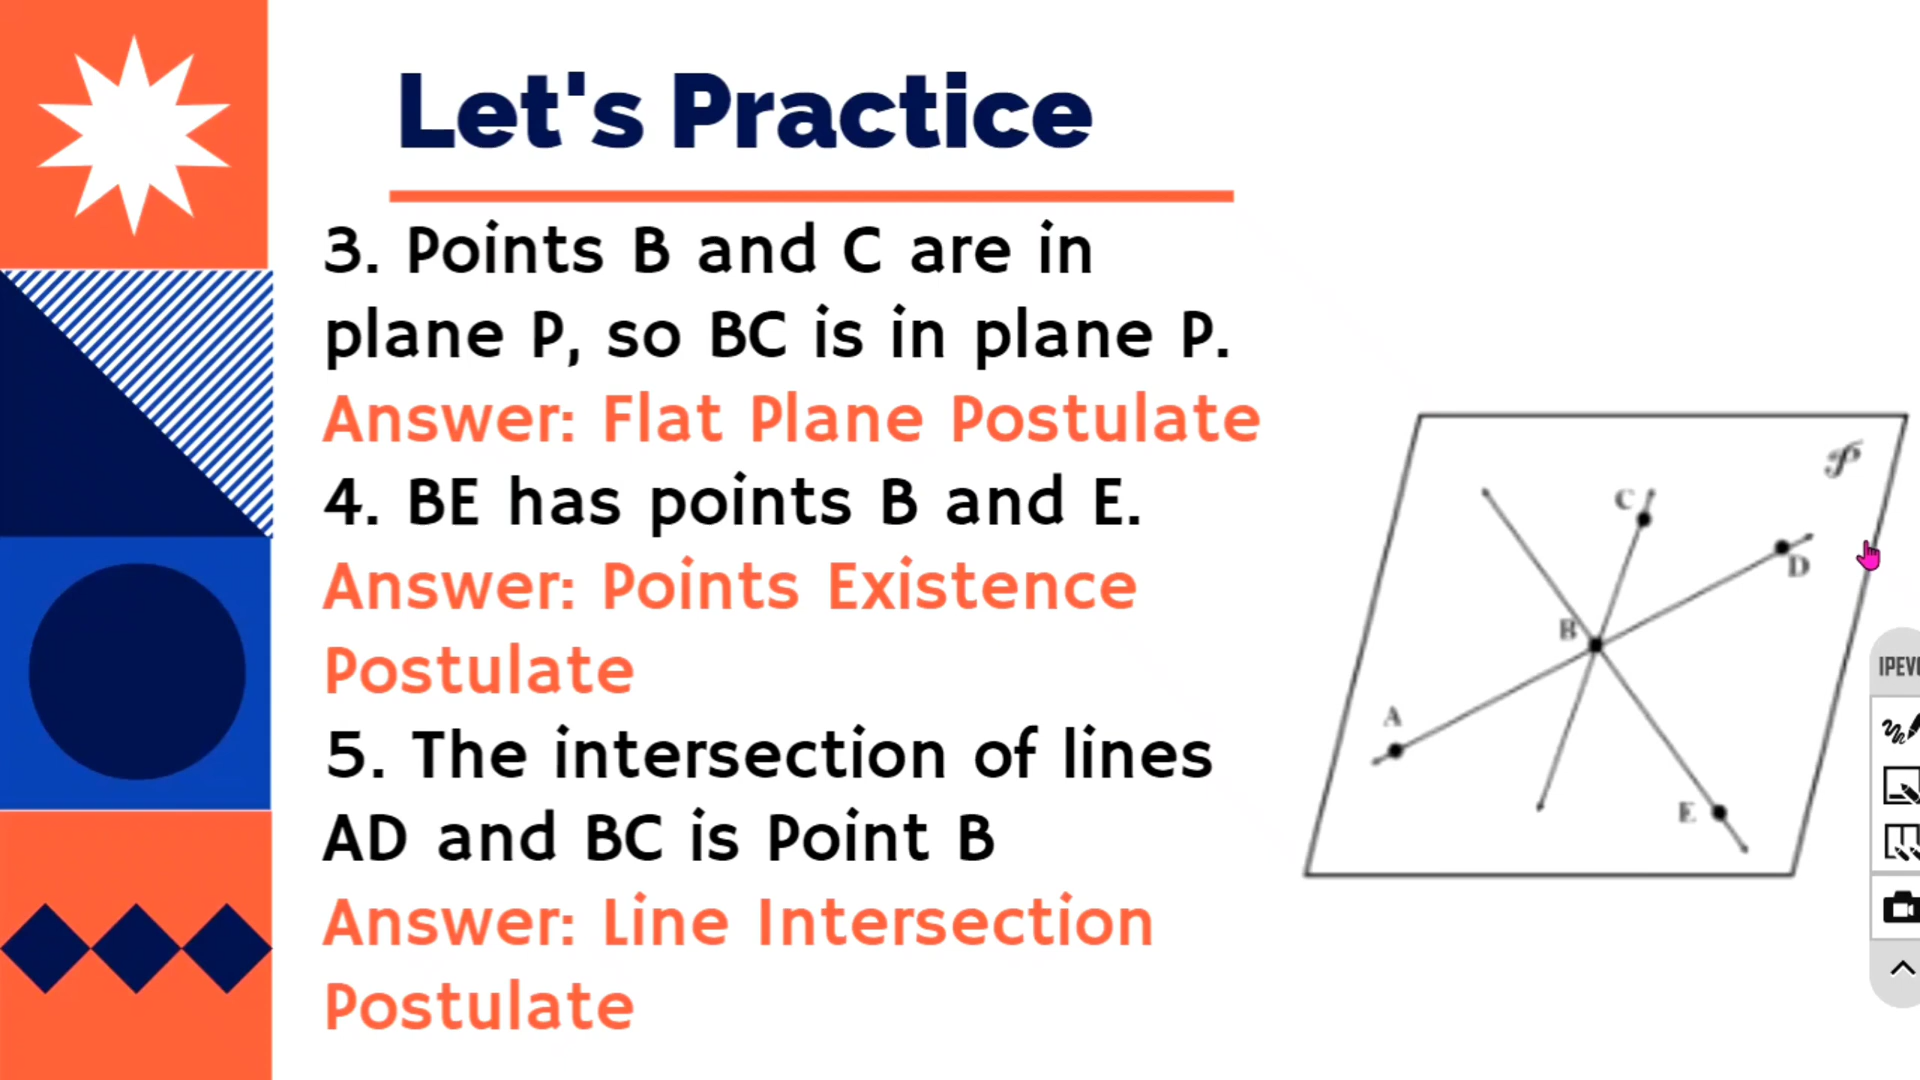 Let's Practice
3. Points B and C are in
plane P, so BC is in plane P.
Answer: Flat Plane Postulate
4. BE has points B and E.
Answer: Points Existence
Postulate
5. The intersection of lines
AD and BC is Point B
Answer: Line Intersection
Postulate
𝒫
C
D
B
A
E